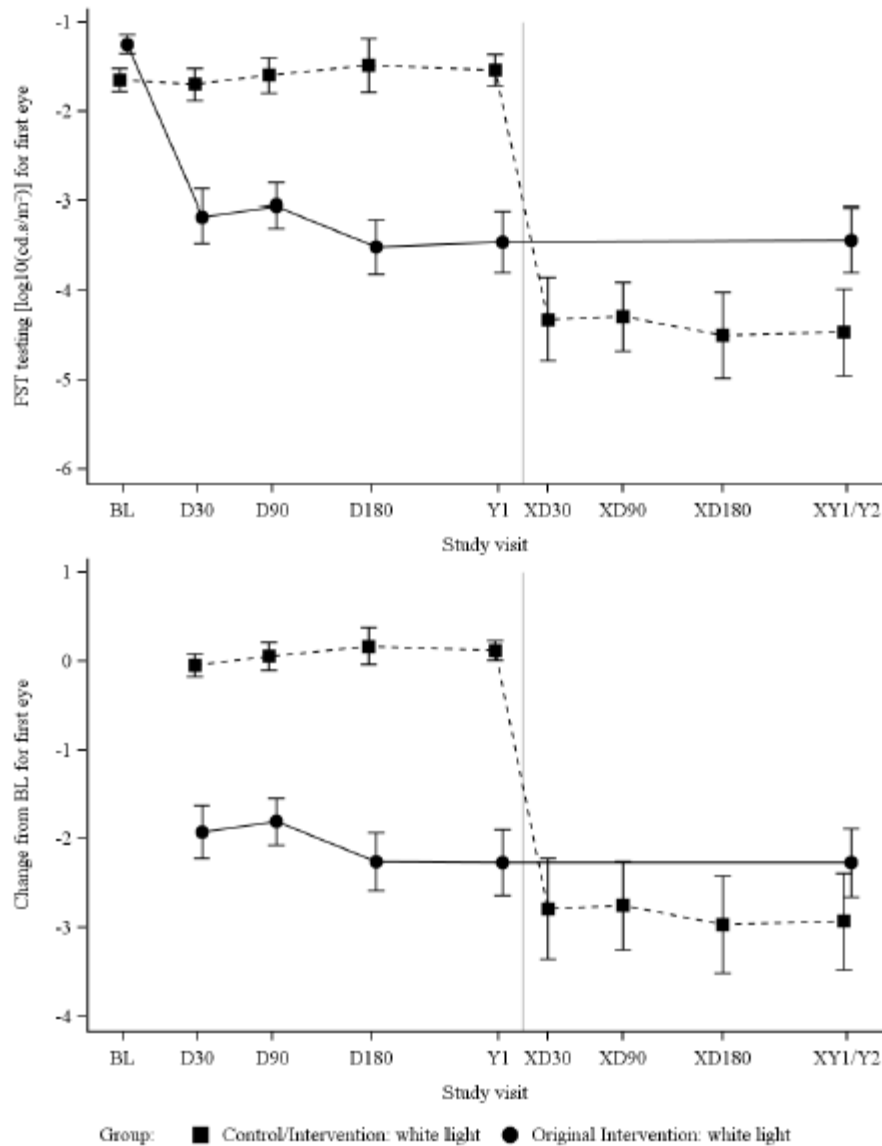 FST testing [log10(cd.s/m²)] for first eye
-1
-2
-3
-4
-5
-6
BL D30 D90 D180 Y1 XD30 XD90 XD180 XY1/Y2
Study visit
Change from BL for first eye
1
0
-1
-2
-3
-4
BL D30 D90 D180 Y1 XD30 XD90 XD180 XY1/Y2
Study visit
Group: Control/Intervention: white light Original Intervention: white light